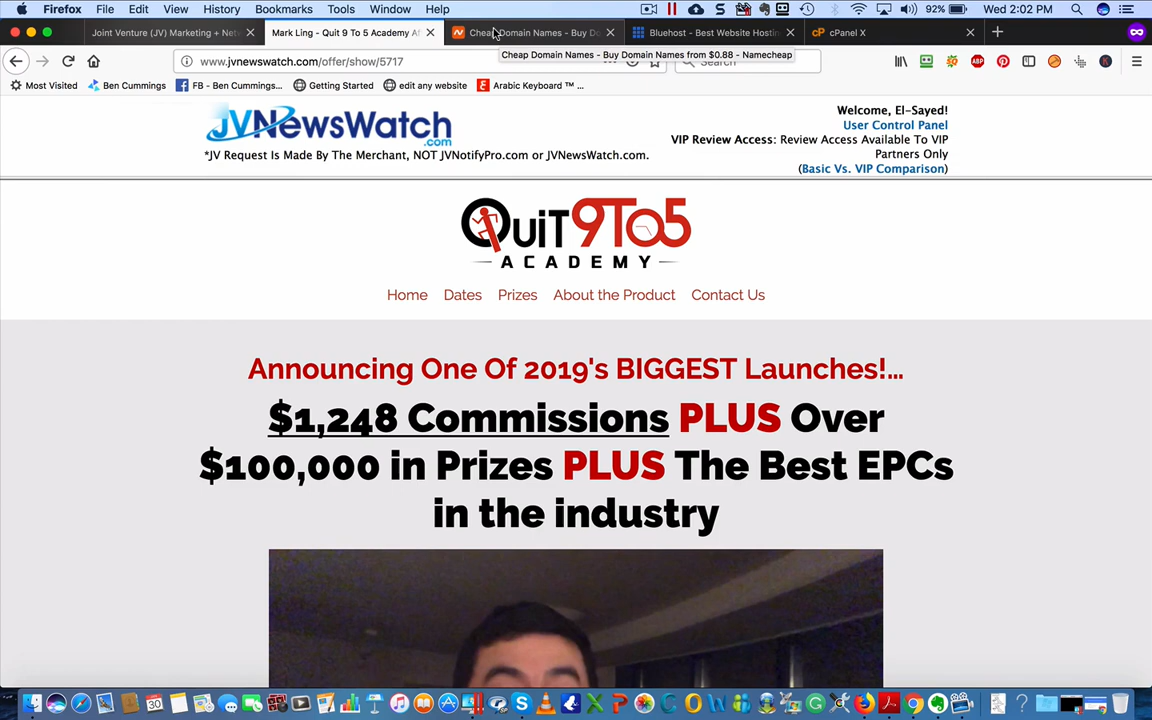 Firefox File Edit View History Bookmarks Tools Window Help 92% Wed 2:02 PM
Joint Venture (JV) Marketing + Net
Mark Ling - Quit 9 To 5 Academy A
Cheap Domain Names - Buy Do
Bluehost - Best Website Hostin
cP cPanel X
Cheap Domain Names - Buy Domain Names from $0.88 - Namecheap
www.jvnewswatch.com/offer/show/5717
Search
Most Visited Ben Cummings FB - Ben Cummings... Getting Started edit any website Arabic Keyboard ™ ...
JVNewsWatch.com
*JV Request Is Made By The Merchant, NOT JVNotifyPro.com or JVNewsWatch.com.
Welcome, El-Sayed!
User Control Panel
VIP Review Access: Review Access Available To VIP
Partners Only
(Basic Vs. VIP Comparison)
QuiT 9To5
ACADEMY
Home Dates Prizes About the Product Contact Us
Announcing One Of 2019's BIGGEST Launches!...
$1,248 Commissions PLUS Over
$100,000 in Prizes PLUS The Best EPCs
in the industry